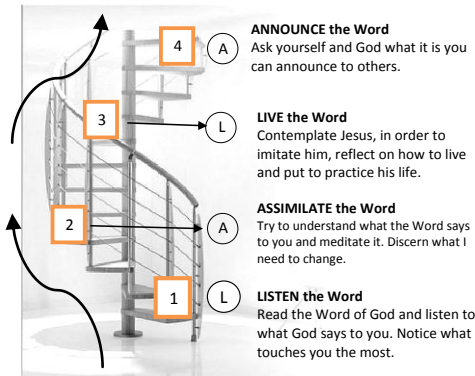 4 A ANNOUNCE the Word
Ask yourself and God what it is you
can announce to others.
3 L LIVE the Word
Contemplate Jesus, in order to
imitate him, reflect on how to live
and put to practice his life.
2 A ASSIMILATE the Word
Try to understand what the Word says
to you and meditate it. Discern what I
need to change.
1 L LISTEN the Word
Read the Word of God and listen to
what God says to you. Notice what
touches you the most.